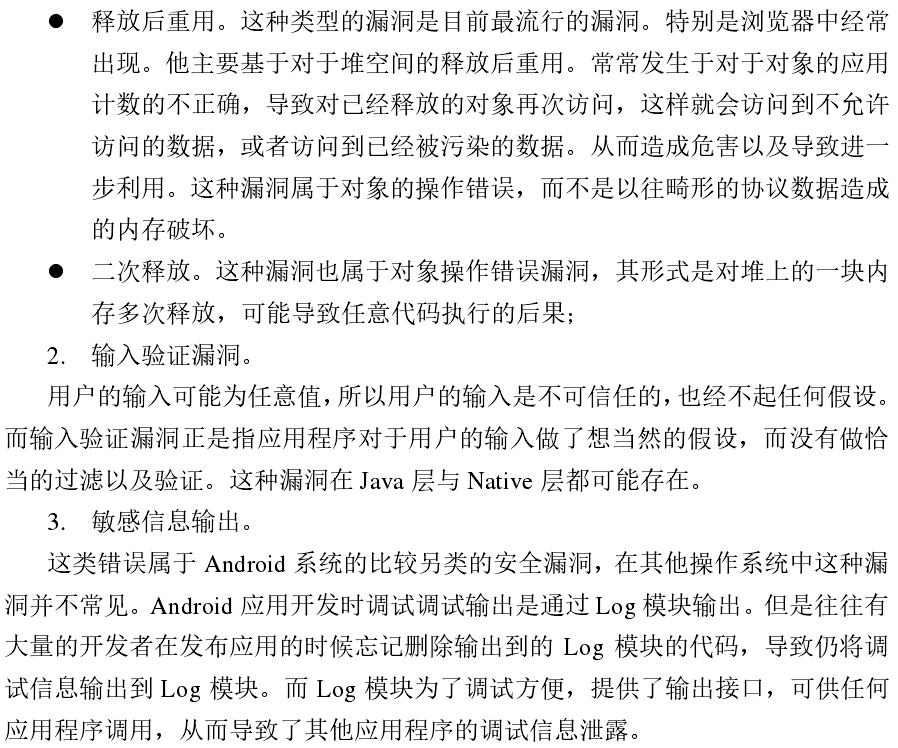 ● 释放后重用。这种类型的漏洞是目前最流行的漏洞。特别是浏览器中经常
出现。他主要基于对于堆空间的释放后重用。常常发生于对于对象的应用
计数的不正确，导致对已经释放的对象再次访问，这样就会访问到不允许
访问的数据，或者访问到已经被污染的数据。从而造成危害以及导致进一
步利用。这种漏洞属于对象的操作错误，而不是以往畸形的协议数据造成
的内存破坏。
● 二次释放。这种漏洞也属于对象操作错误漏洞，其形式是对堆上的一块内
存多次释放，可能导致任意代码执行的后果；
2. 输入验证漏洞。
用户的输入可能为任意值，所以用户的输入是不可信任的，也经不起任何假设。
而输入验证漏洞正是指应用程序对于用户的输入做了想当然的假设，而没有做恰
当的过滤以及验证。这种漏洞在 Java 层与 Native 层都可能存在。
3. 敏感信息输出。
这类错误属于 Android 系统的比较另类的安全漏洞，在其他操作系统中这种漏
洞并不常见。Android 应用开发时调试调试输出是通过 Log 模块输出。但是往往有
大量的开发者在发布应用的时候忘记删除输出到的 Log 模块的代码，导致仍将调
试信息输出到 Log 模块。而 Log 模块为了调试方便，提供了输出接口，可供任何
应用程序调用，从而导致了其他应用程序的调试信息泄露。